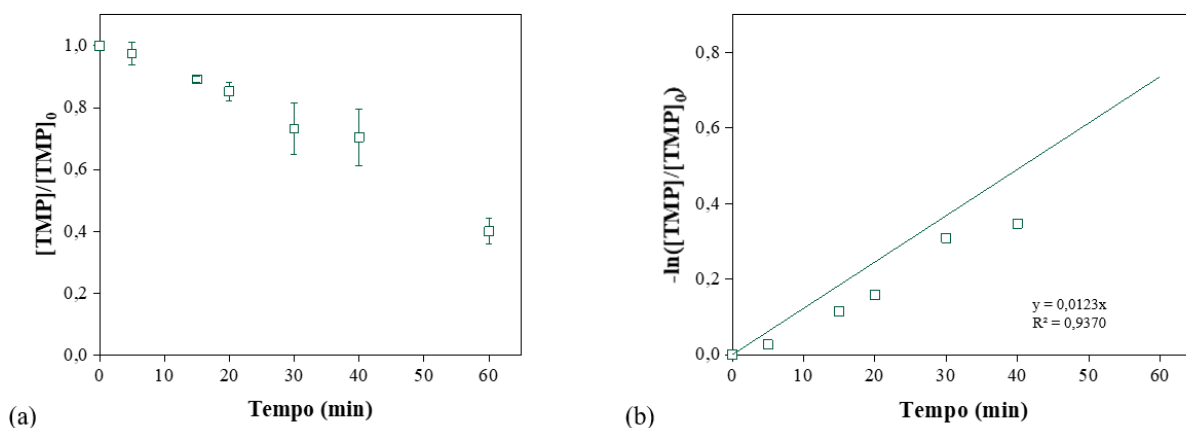 1,0
0,8
0,6
0,4
0,2
0,0
[TMP]/[TMP]0
0 10 20 30 40 50 60
Tempo (min)
(a)
0,8
0,6
0,4
0,2
0,0
-ln([TMP]/[TMP]0)
y = 0,0123x
R² = 0,9370
0 10 20 30 40 50 60
Tempo (min)
(b)